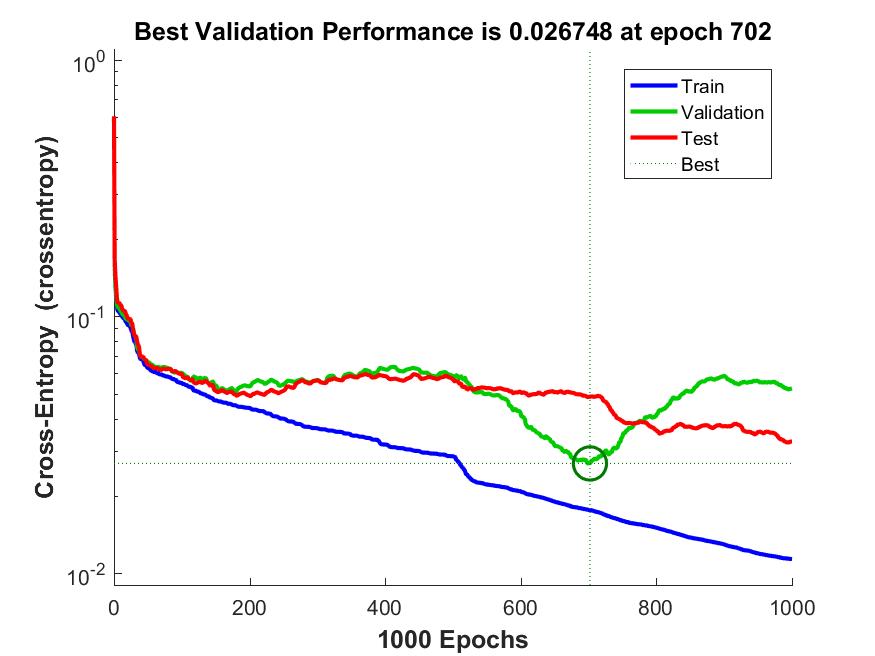 Best Validation Performance is 0.026748 at epoch 702
Cross-Entropy (crossentropy)
10^0
10^-1
10^-2
Train
Validation
Test
Best
0 200 400 600 800 1000
1000 Epochs